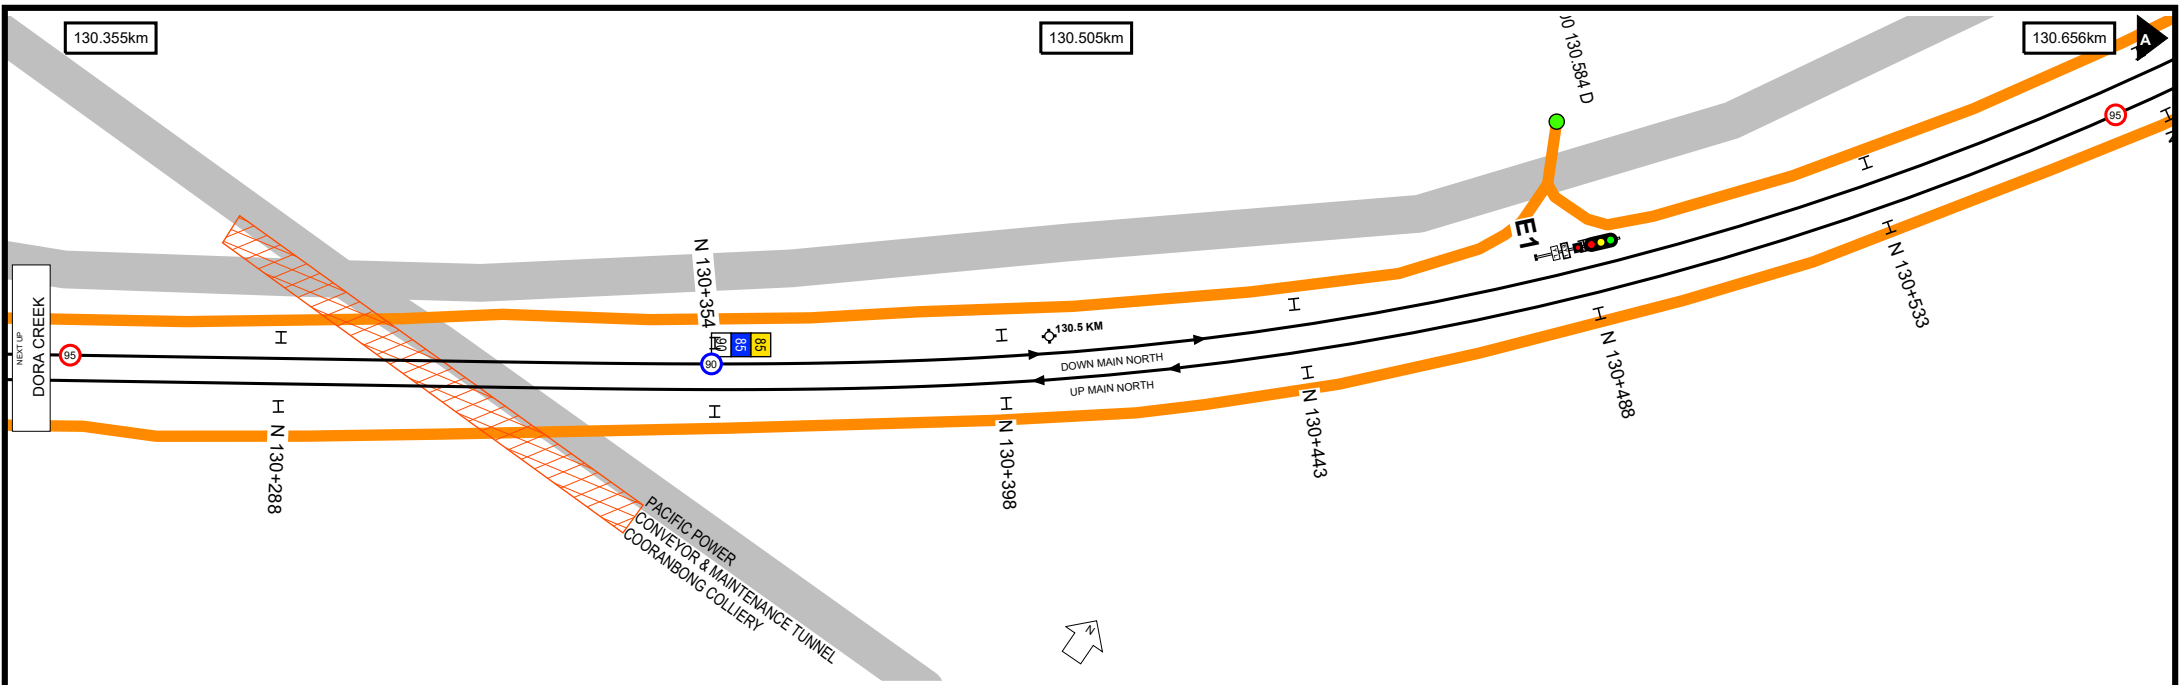 130.355km
130.505km
130.656km
A
130.584 D
95
E1
N 130+354
N 130+533
130.5 KM
90
85
85
NEXT UP
DORA CREEK
95
90
DOWN MAIN NORTH
UP MAIN NORTH
N 130+488
N 130+443
N 130+398
N 130+288
PACIFIC POWER
CONVEYOR & MAINTENANCE TUNNEL
COORANBONG COLLIERY
N